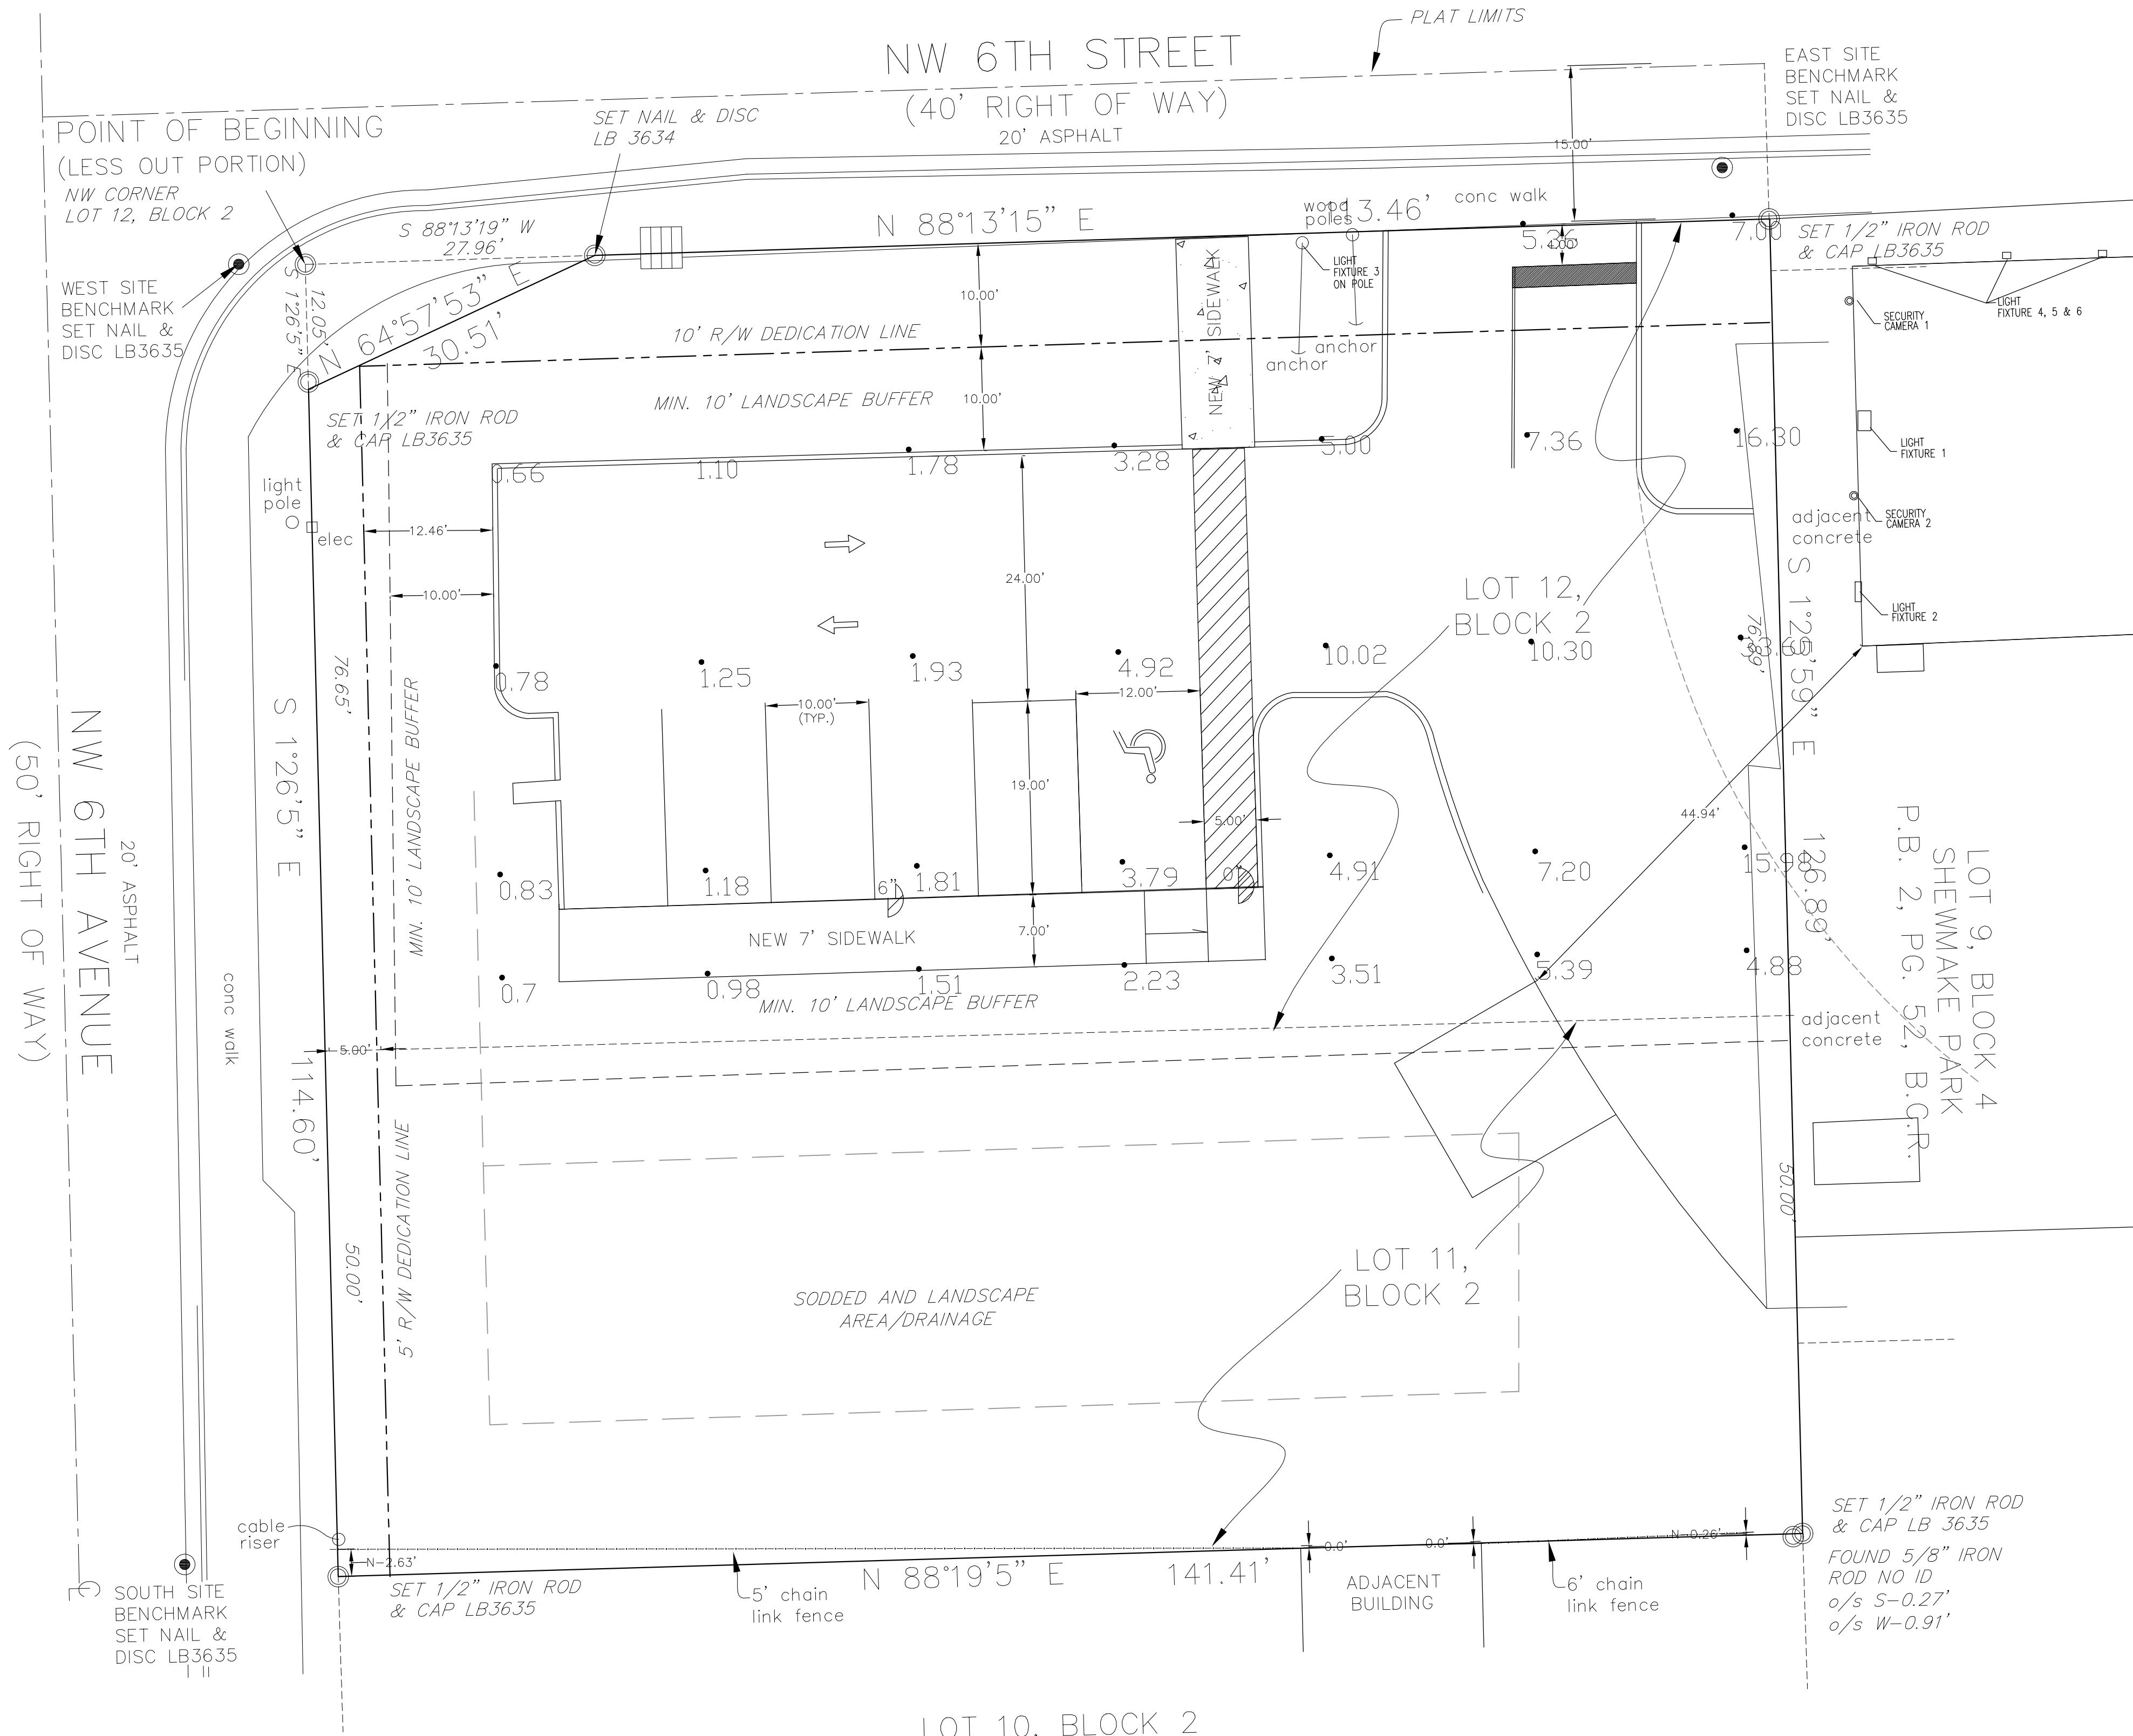 PLAT LIMITS
NW 6TH STREET
(40' RIGHT OF WAY)
20' ASPHALT
EAST SITE
BENCHMARK
SET NAIL &
DISC LB3635
POINT OF BEGINNING
(LESS OUT PORTION)
NW CORNER
LOT 12, BLOCK 2
SET NAIL & DISC
LB 3634
15.00'
S 88°13'19" W
27.96'
N 88°13'15" E
113.46'
wood
poles
conc walk
5.26
4.00'
7.00
SET 1/2" IRON ROD
& CAP LB3635
WEST SITE
BENCHMARK
SET NAIL &
DISC LB3635
S 1°26'5" E
12.05'
N 64°57'53" E
30.51'
10.00'
10' R/W DEDICATION LINE
NEW 7' SIDEWALK
LIGHT
FIXTURE 3
ON POLE
anchor
anchor
SECURITY
CAMERA 1
LIGHT
FIXTURE 4, 5 & 6
MIN. 10' LANDSCAPE BUFFER
10.00'
SET 1/2" IRON ROD
& CAP LB3635
0.66
1.10
1.78
3.28
5.00
7.36
16.30
LIGHT
FIXTURE 1
light
pole
elec
12.46'
10.00'
24.00'
adjacent
concrete
SECURITY
CAMERA 2
S 1°25'59" E
126.89'
LOT 12,
BLOCK 2
LIGHT
FIXTURE 2
76.65'
76.89'
0.78
1.25
1.93
4.92
10.02
10.30
MIN. 10' LANDSCAPE BUFFER
10.00'
(TYP.)
12.00'
19.00'
5.00'
44.94'
S 1°26'5" E
114.60'
NW 6TH AVENUE
(50' RIGHT OF WAY)
20' ASPHALT
conc walk
0.83
1.18
6"
1.81
3.79
0"
4.91
7.20
15.98
LOT 9, BLOCK 4
SHEWMAKE PARK
P.B. 2, PG. 52, B.C.R.
NEW 7' SIDEWALK
7.00'
0.7
0.98
1.51
2.23
3.51
5.39
4.88
MIN. 10' LANDSCAPE BUFFER
5.00'
adjacent
concrete
5' R/W DEDICATION LINE
50.00'
50.00'
LOT 11,
BLOCK 2
SODDED AND LANDSCAPE
AREA/DRAINAGE
cable
riser
N-2.63'
0.0'
0.0'
N-0.26'
SET 1/2" IRON ROD
& CAP LB 3635
FOUND 5/8" IRON
ROD NO ID
o/s S-0.27'
o/s W-0.91'
SOUTH SITE
BENCHMARK
SET NAIL &
DISC LB3635
SET 1/2" IRON ROD
& CAP LB3635
5' chain
link fence
N 88°19'5" E
141.41'
ADJACENT
BUILDING
6' chain
link fence
LOT 10, BLOCK 2